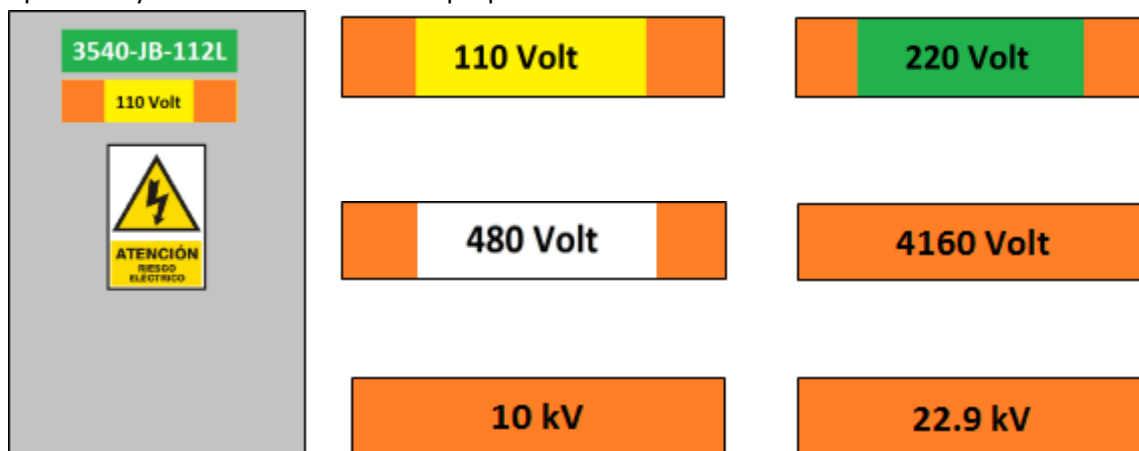 3540-JB-112L
110 Volt
ATENCIÓN
RIESGO
ELÉCTRICO
110 Volt
220 Volt
480 Volt
4160 Volt
10 kV
22.9 kV